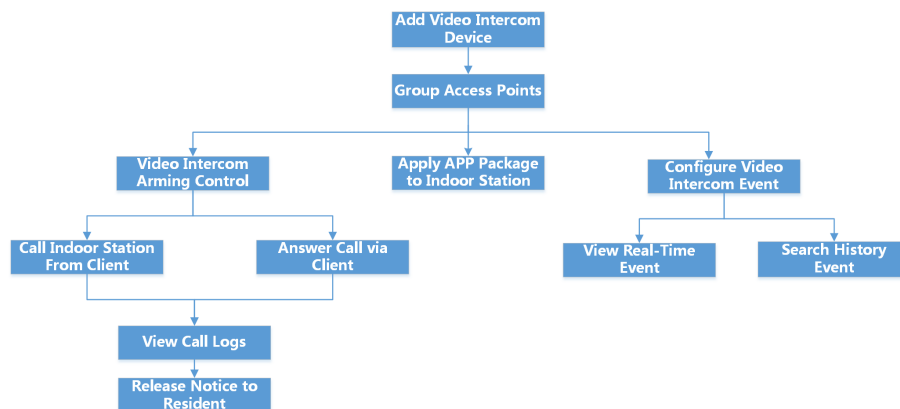 Add Video Intercom
Device
Group Access Points
Video Intercom
Arming Control
Apply APP Package
to Indoor Station
Configure Video
Intercom Event
Call Indoor Station
From Client
Answer Call via
Client
View Real-Time
Event
Search History
Event
View Call Logs
Release Notice to
Resident